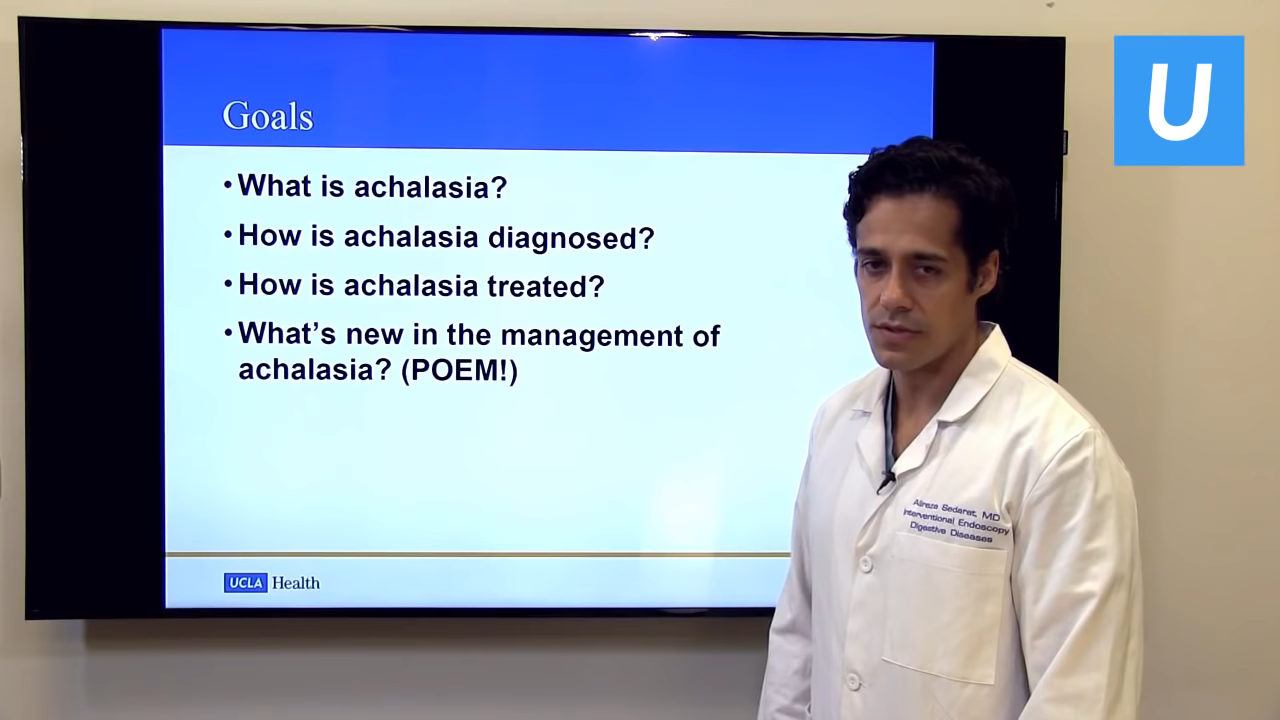 Goals
• What is achalasia?
• How is achalasia diagnosed?
• How is achalasia treated?
• What's new in the management of
achalasia? (POEM!)
UCLA Health
U
Alireza Sedarat, MD
Interventional Endoscopy
Digestive Diseases